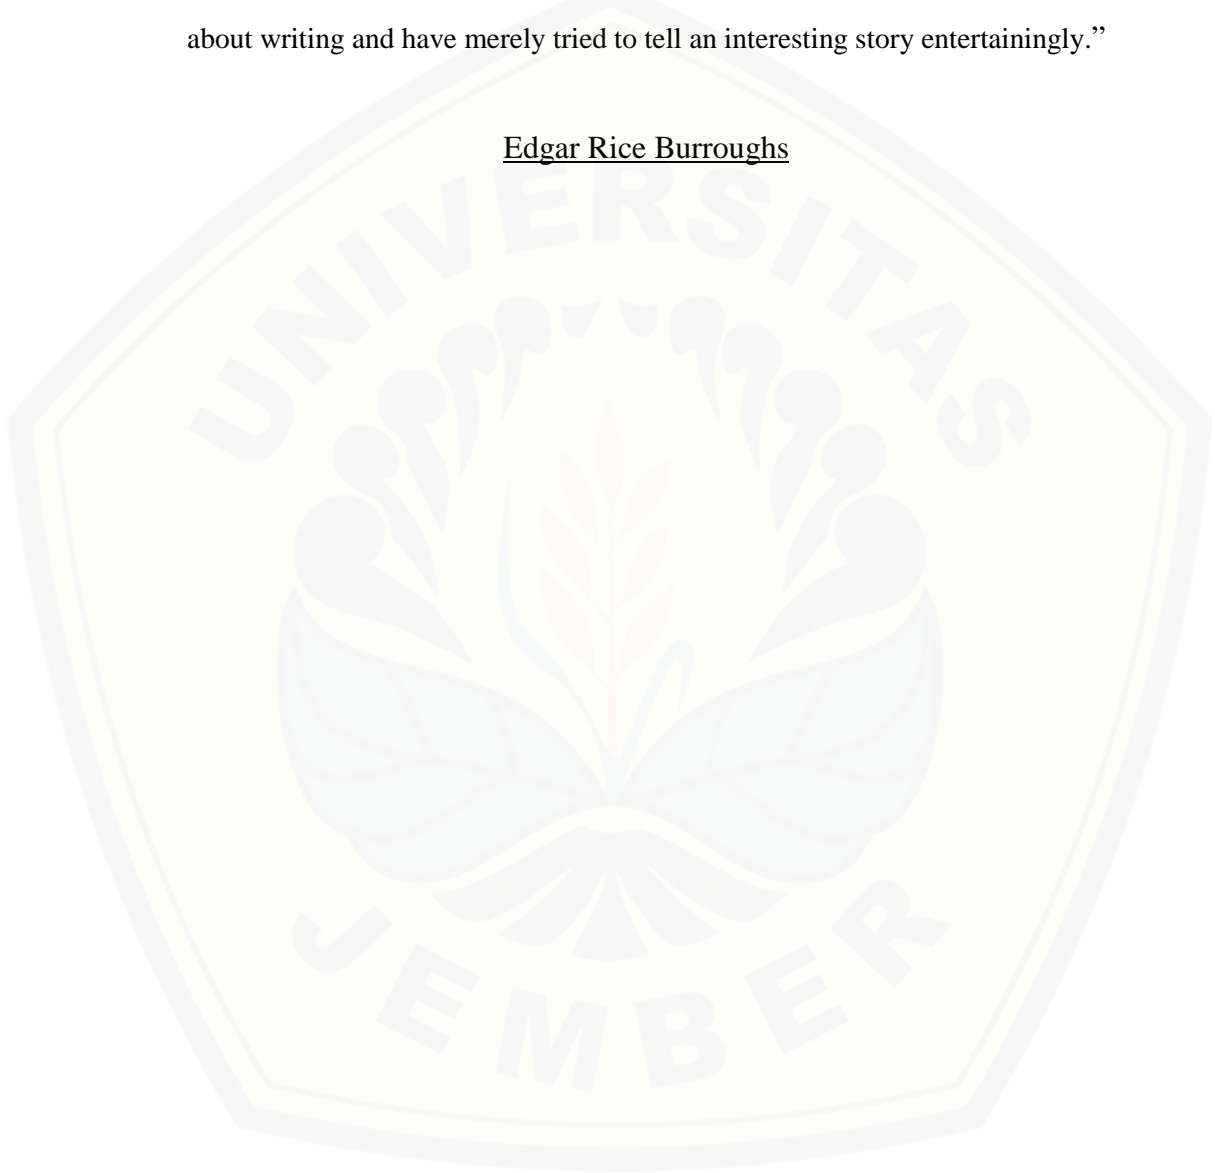 about writing and have merely tried to tell an interesting story entertainingly.”
Edgar Rice Burroughs
UNIVERSITAS
JEMBER